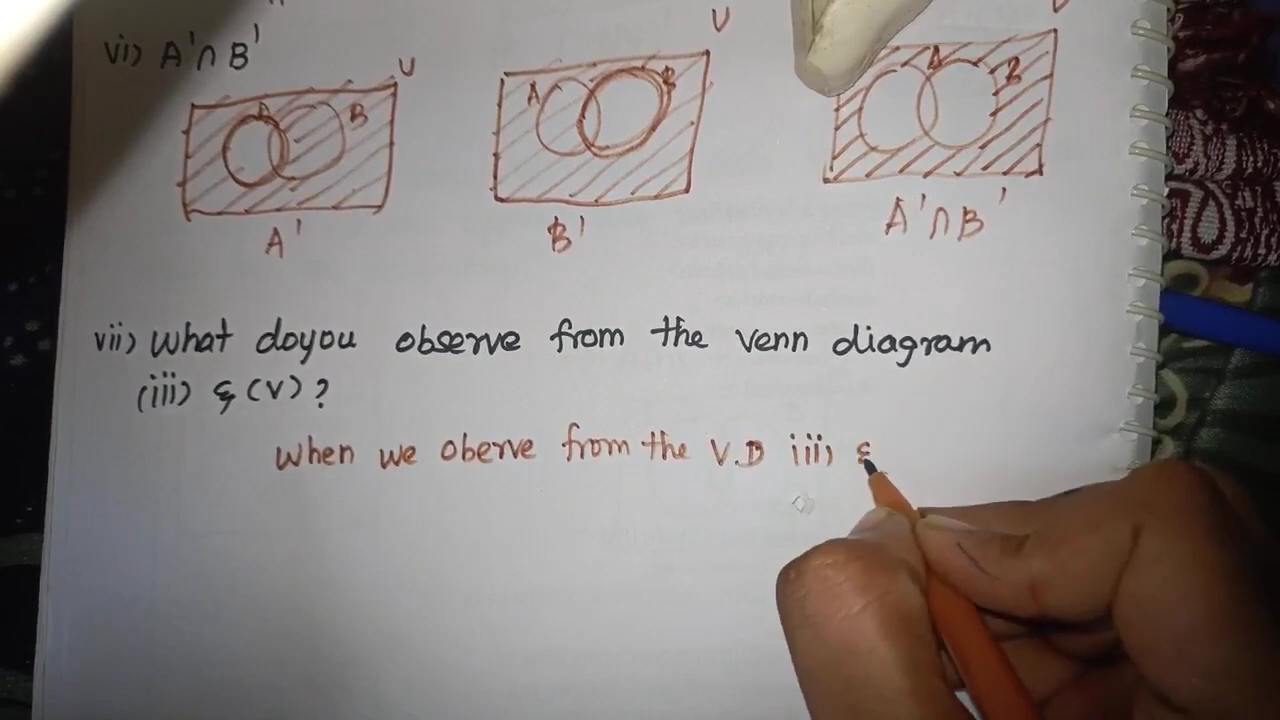 vi) A' ∩ B'
U
U
U
A B
A B
A B
A'
B'
A' ∩ B'
vii) What doyou observe from the venn diagram
(iii) & (v) ?
When we oberve from the V.D iii) &